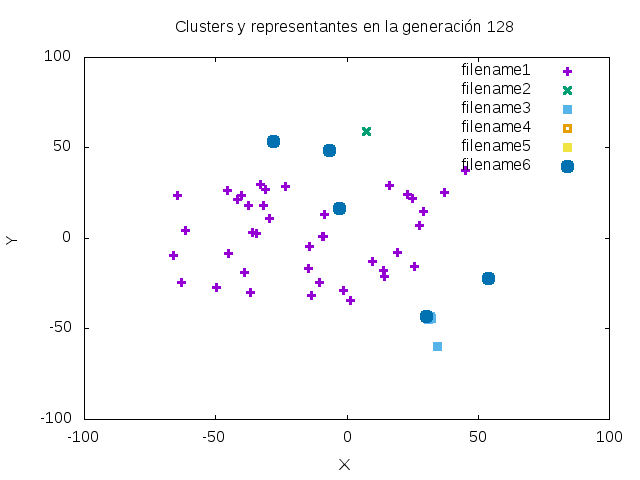 Clusters y representantes en la generación 128
filename1
filename2
filename3
filename4
filename5
filename6
100
50
0
-50
-100
Y
-100 -50 0 50 100
X